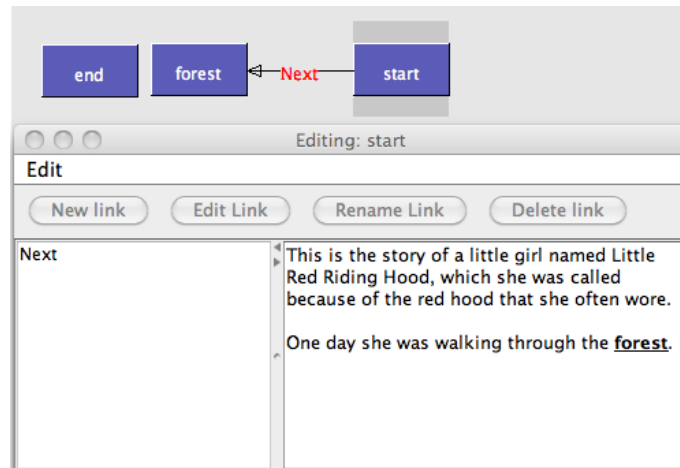 end
forest
Next
start
Editing: start
Edit
New link
Edit Link
Rename Link
Delete link
Next
This is the story of a little girl named Little
Red Riding Hood, which she was called
because of the red hood that she often wore.
One day she was walking through the forest.